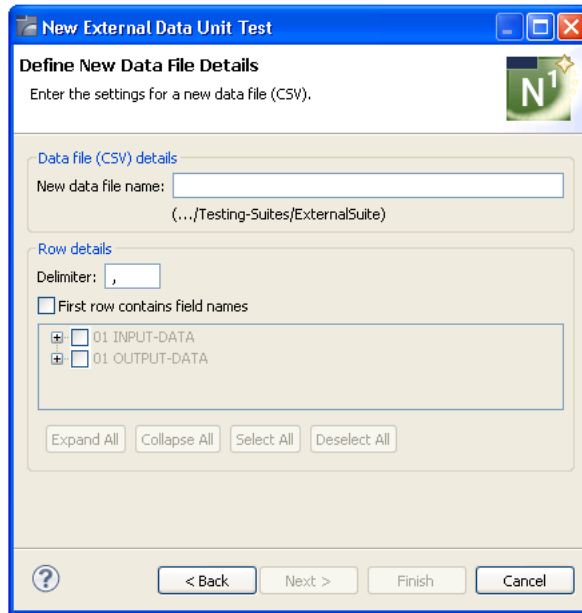 New External Data Unit Test
Define New Data File Details
Enter the settings for a new data file (CSV).
N1
Data file (CSV) details
New data file name:
(.../Testing-Suites/ExternalSuite)
Row details
Delimiter: ,
First row contains field names
01 INPUT-DATA
01 OUTPUT-DATA
Expand All Collapse All Select All Deselect All
? < Back Next > Finish Cancel